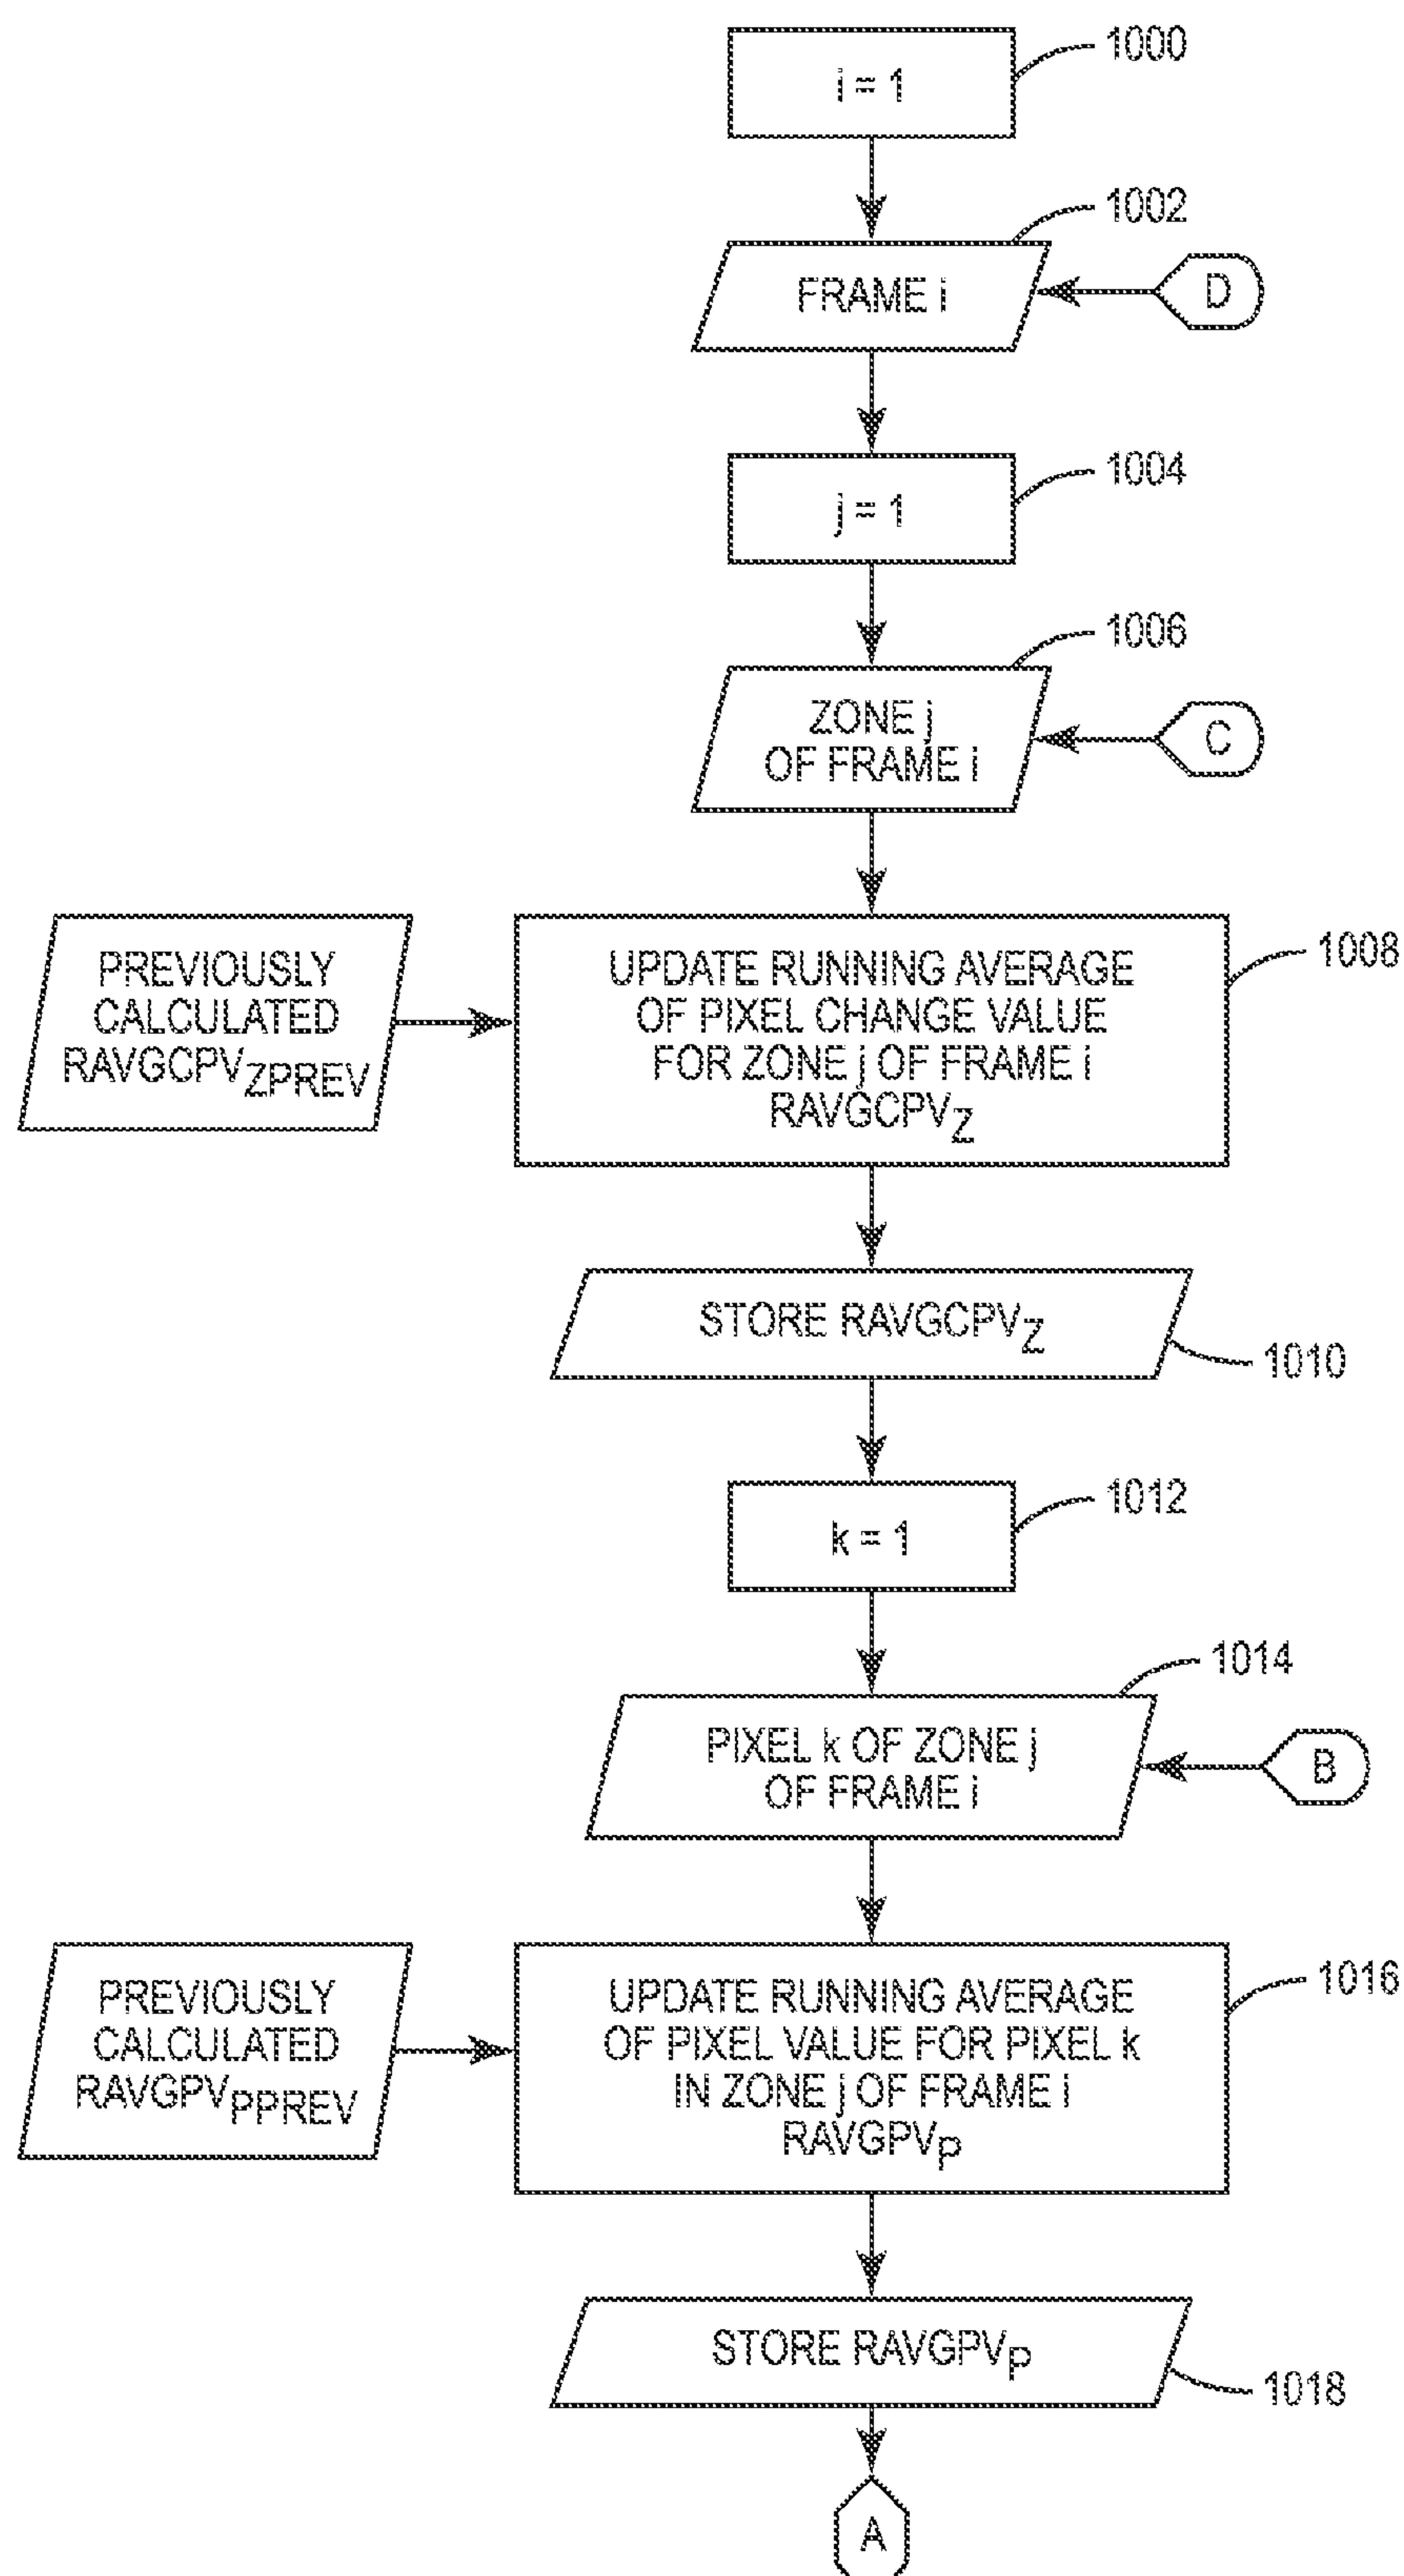 1000
i = 1
1002
FRAME i
D
1004
j = 1
1006
ZONE j
OF FRAME i
C
PREVIOUSLY
CALCULATED
RAVGCPVZPREV
UPDATE RUNNING AVERAGE
OF PIXEL CHANGE VALUE
FOR ZONE j OF FRAME i
RAVGCPVZ
1008
STORE RAVGCPVZ
1010
1012
k = 1
1014
PIXEL k OF ZONE j
OF FRAME i
B
PREVIOUSLY
CALCULATED
RAVGPVPPREV
UPDATE RUNNING AVERAGE
OF PIXEL VALUE FOR PIXEL k
IN ZONE j OF FRAME i
RAVGPVP
1016
STORE RAVGPVP
1018
A